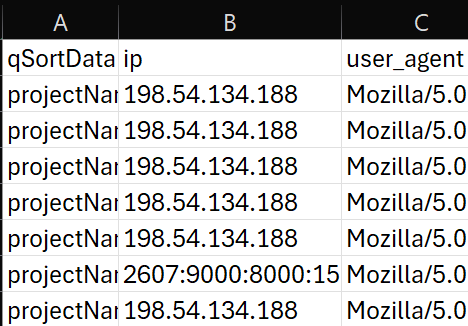 A B C
qSortData ip user_agent
projectNar 198.54.134.188 Mozilla/5.0
projectNar 198.54.134.188 Mozilla/5.0
projectNar 198.54.134.188 Mozilla/5.0
projectNar 198.54.134.188 Mozilla/5.0
projectNar 198.54.134.188 Mozilla/5.0
projectNar 2607:9000:8000:15 Mozilla/5.0
projectNar 198.54.134.188 Mozilla/5.0